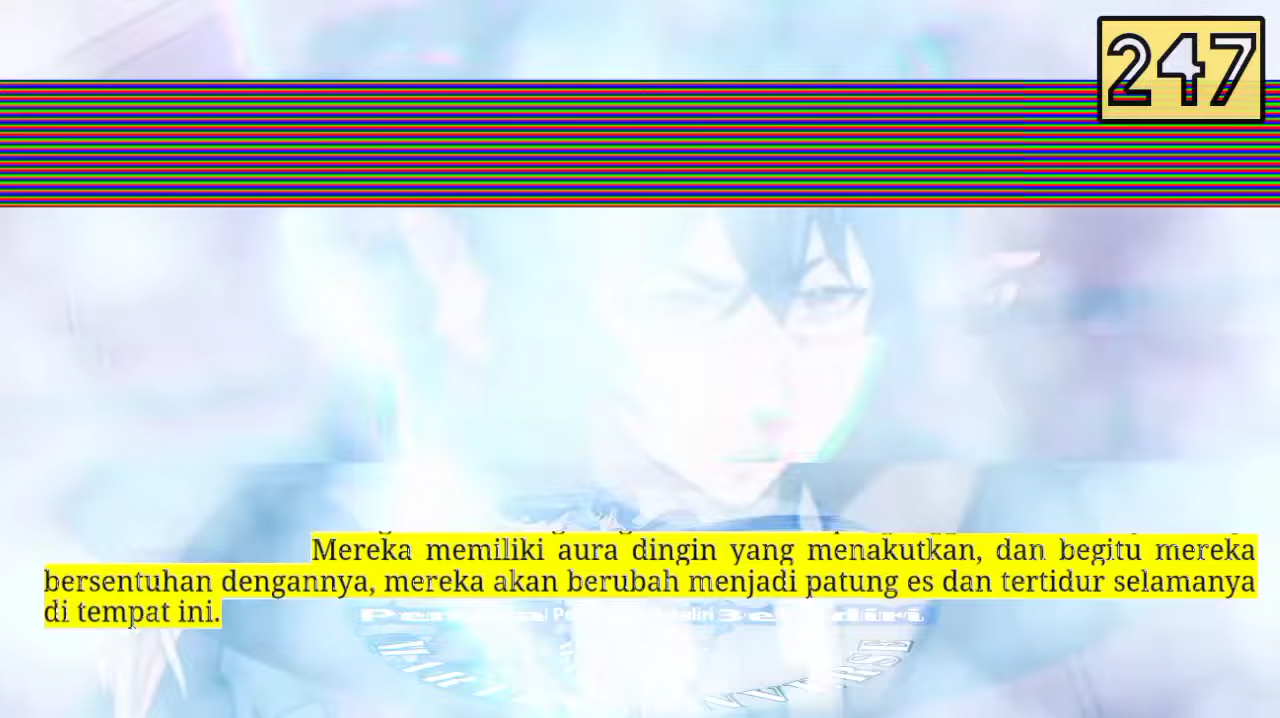 247
Mereka memiliki aura dingin yang menakutkan, dan begitu mereka
bersentuhan dengannya, mereka akan berubah menjadi patung es dan tertidur selamanya
di tempat ini.